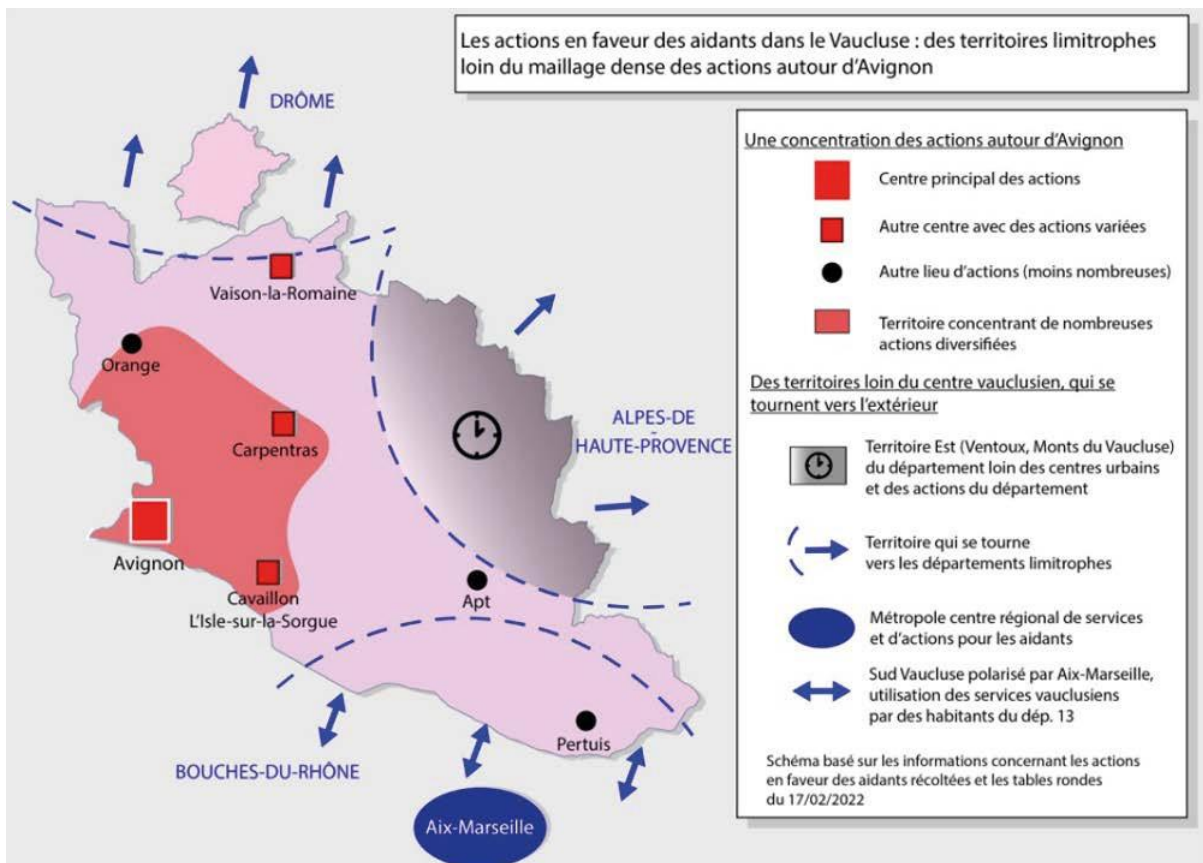 Les actions en faveur des aidants dans le Vaucluse : des territoires limitrophes
loin du maillage dense des actions autour d'Avignon
DRÔME
Vaison-la-Romaine
Orange
Carpentras
ALPES-DE
-
HAUTE-PROVENCE
Avignon
Cavaillon
L'Isle-sur-la-Sorgue
Apt
Pertuis
BOUCHES-DU-RHÔNE
Aix-Marseille
Une concentration des actions autour d'Avignon
Centre principal des actions
Autre centre avec des actions variées
Autre lieu d'actions (moins nombreuses)
Territoire concentrant de nombreuses
actions diversifiées
Des territoires loin du centre vauclusien, qui se
tournent vers l'extérieur
Territoire Est (Ventoux, Monts du Vaucluse)
du département loin des centres urbains
et des actions du département
Territoire qui se tourne
vers les départements limitrophes
Métropole centre régional de services
et d'actions pour les aidants
Sud Vaucluse polarisé par Aix-Marseille,
utilisation des services vauclusiens
par des habitants du dép. 13
Schéma basé sur les informations concernant les actions
en faveur des aidants récoltées et les tables rondes
du 17/02/2022